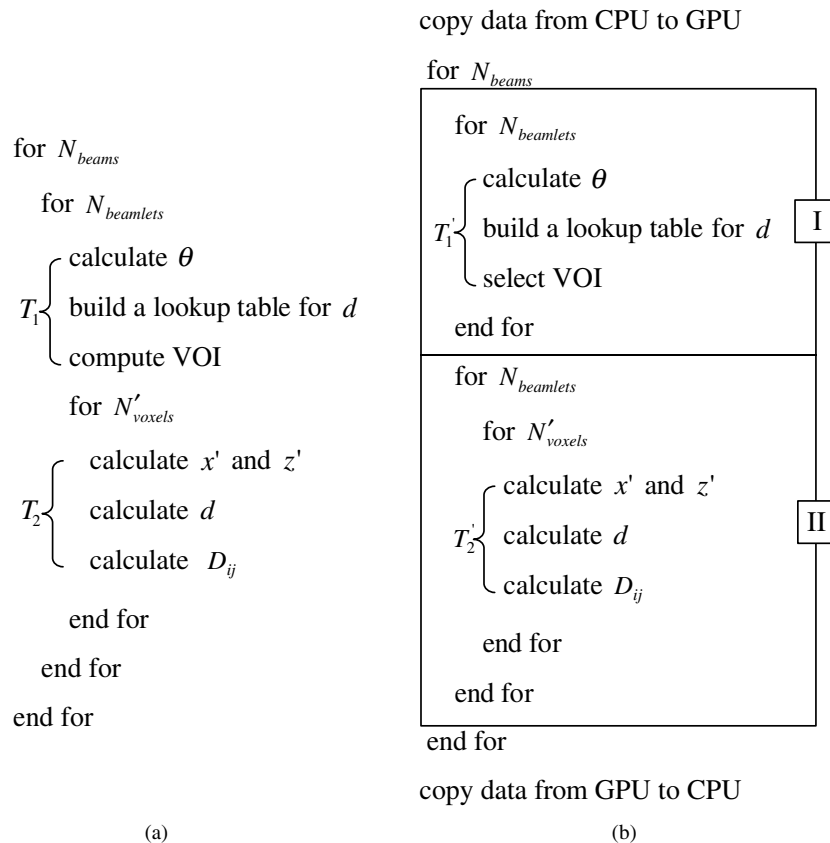 for N_beams
for N_beamlets
calculate θ
T_1
build a lookup table for d
compute VOI
for N'_voxels
calculate x' and z'
T_2
calculate d
calculate D_ij
end for
end for
end for
(a)
copy data from CPU to GPU
for N_beams
for N_beamlets
calculate θ
T_1'
build a lookup table for d
I
select VOI
end for
for N_beamlets
for N'_voxels
calculate x' and z'
T_2'
calculate d
II
calculate D_ij
end for
end for
end for
copy data from GPU to CPU
(b)